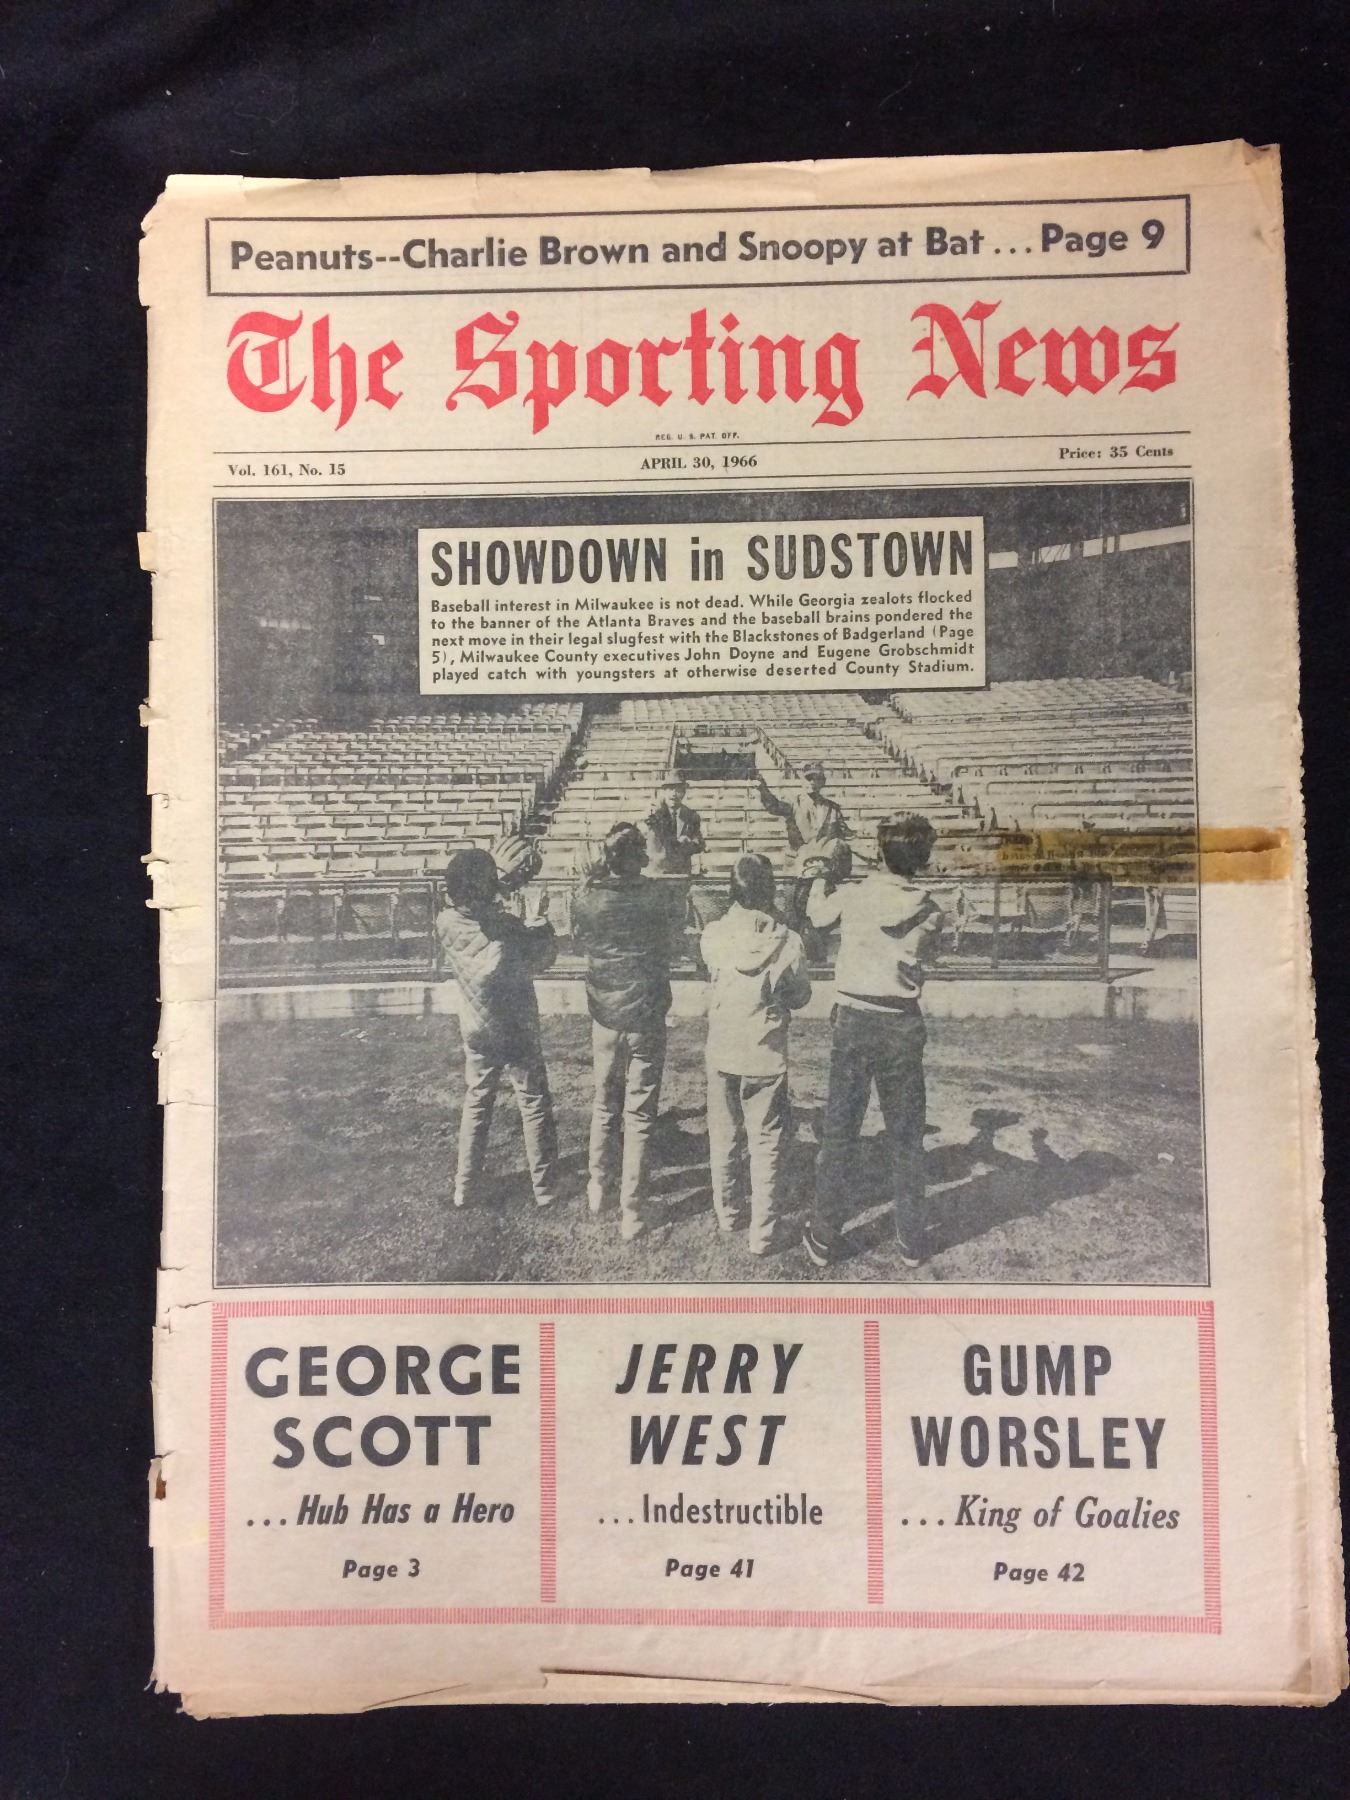 Peanuts--Charlie Brown and Snoopy at Bat ... Page 9
The Sporting News
REG. U. S. PAT. OFF.
Vol. 161, No. 15 APRIL 30, 1966 Price: 35 Cents
SHOWDOWN in SUDSTOWN
Baseball interest in Milwaukee is not dead. While Georgia zealots flocked
to the banner of the Atlanta Braves and the baseball brains pondered the
next move in their legal slugfest with the Blackstones of Badgerland (Page
5), Milwaukee County executives John Doyne and Eugene Grobschmidt
played catch with youngsters at otherwise deserted County Stadium.
GEORGE
SCOTT
...Hub Has a Hero
Page 3
JERRY
WEST
...Indestructible
Page 41
GUMP
WORSLEY
...King of Goalies
Page 42